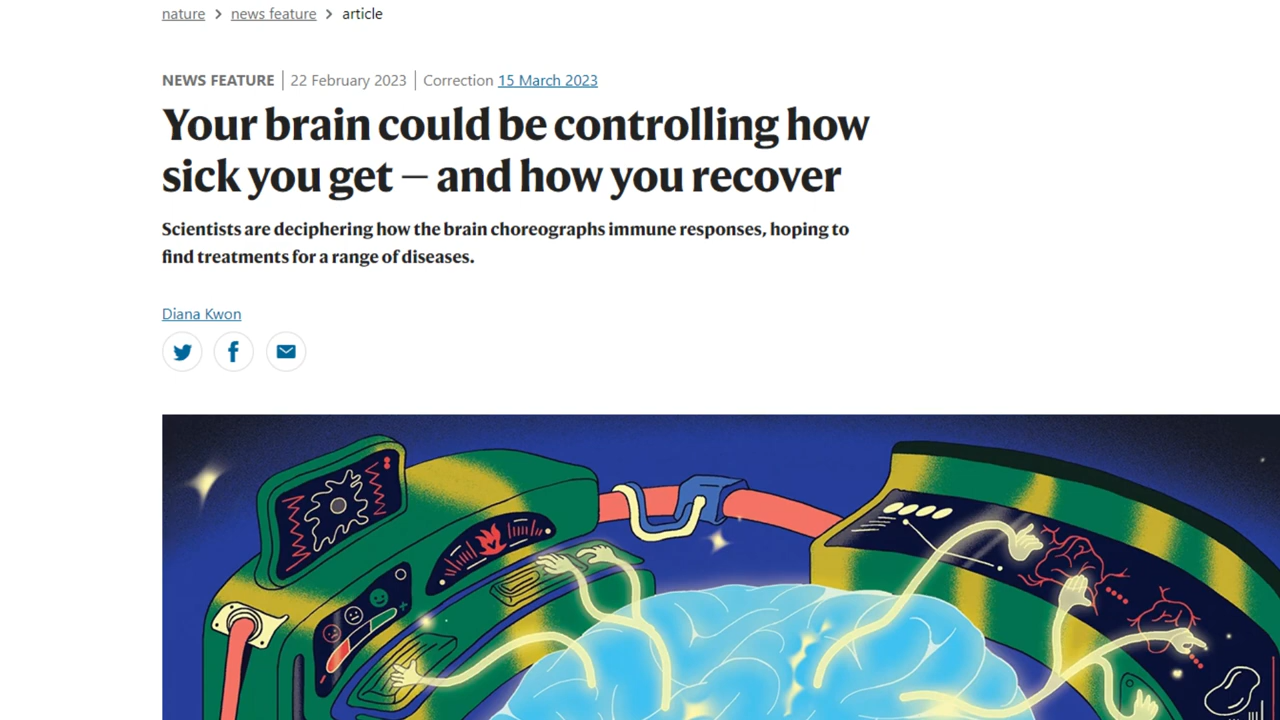 nature > news feature > article
NEWS FEATURE | 22 February 2023 | Correction 15 March 2023
Your brain could be controlling how
sick you get — and how you recover
Scientists are deciphering how the brain choreographs immune responses, hoping to
find treatments for a range of diseases.
Diana Kwon